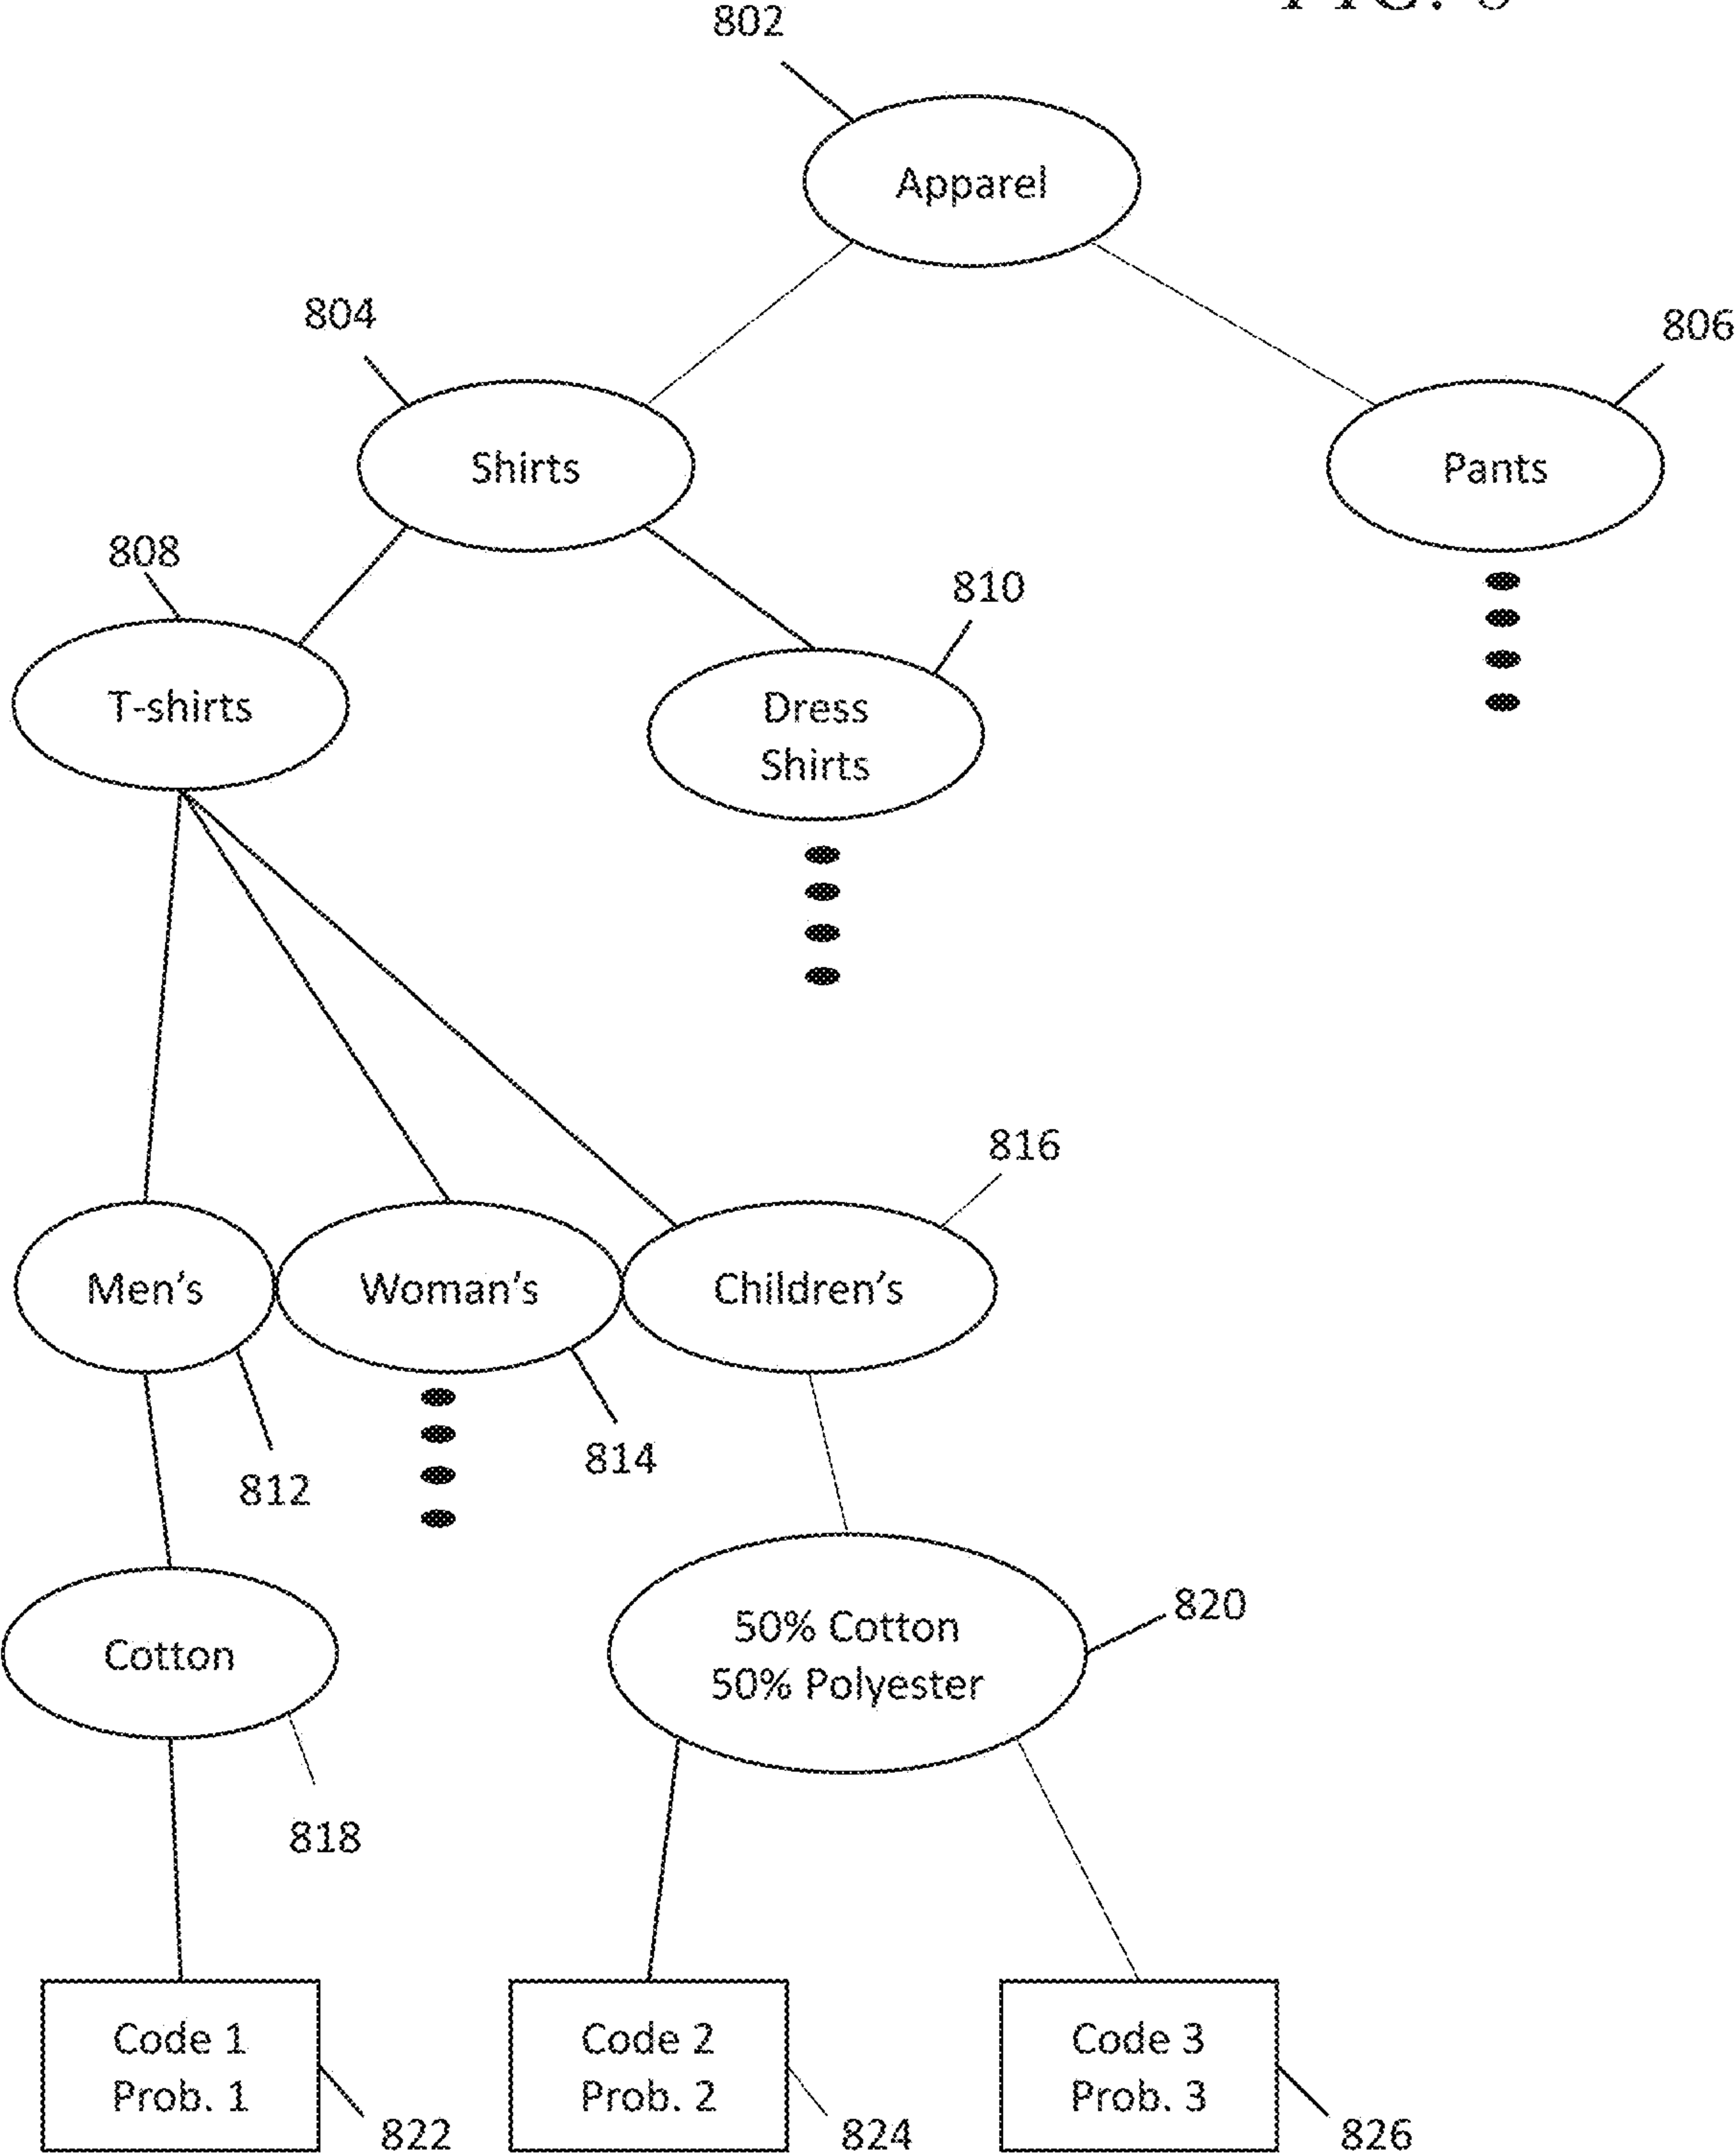 802
Apparel
804
806
Shirts
Pants
808
810
T-shirts
Dress
Shirts
816
Men's
Woman's
Children's
814
812
820
50% Cotton
Cotton
50% Polyester
818
Code 1
Code 2
Code 3
Prob. 1
Prob. 2
Prob. 3
822
824
826